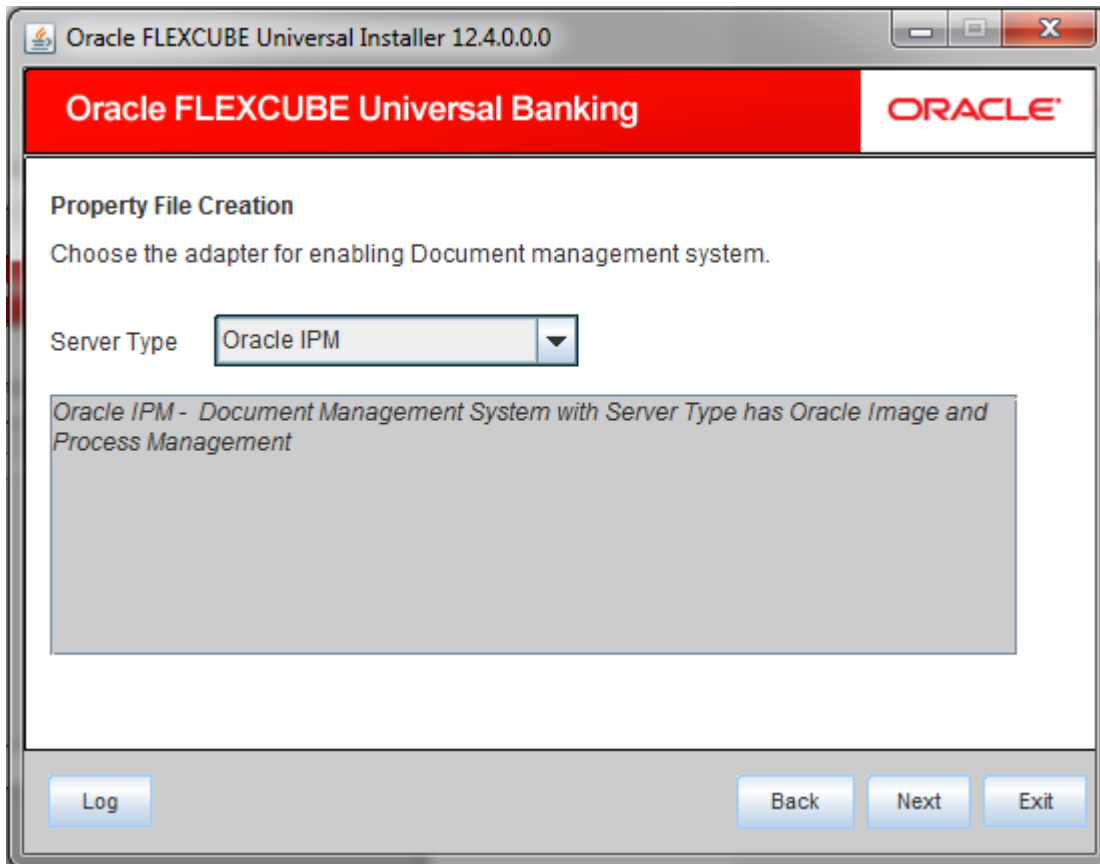 Oracle FLEXCUBE Universal Installer 12.4.0.0.0
Oracle FLEXCUBE Universal Banking
ORACLE
Property File Creation
Choose the adapter for enabling Document management system.
Server Type Oracle IPM
Oracle IPM - Document Management System with Server Type has Oracle Image and
Process Management
Log Back Next Exit